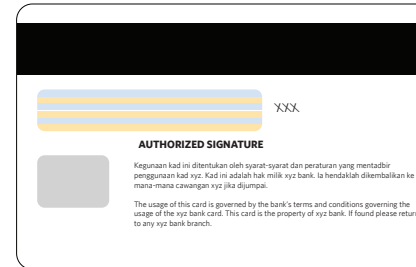 XXX
AUTHORIZED SIGNATURE
Kegunaan kad ini ditentukan oleh syarat-syarat dan peraturan yang mentadbir
penggunaan kad xyz. Kad ini adalah hak milik xyz bank. Ia hendaklah dikembalikan ke
mana-mana cawangan xyz jika dijumpai.
The usage of this card is governed by the bank's terms and conditions governing the
usage of the xyz bank card. This card is the property of xyz bank. If found please return
to any xyz bank branch.